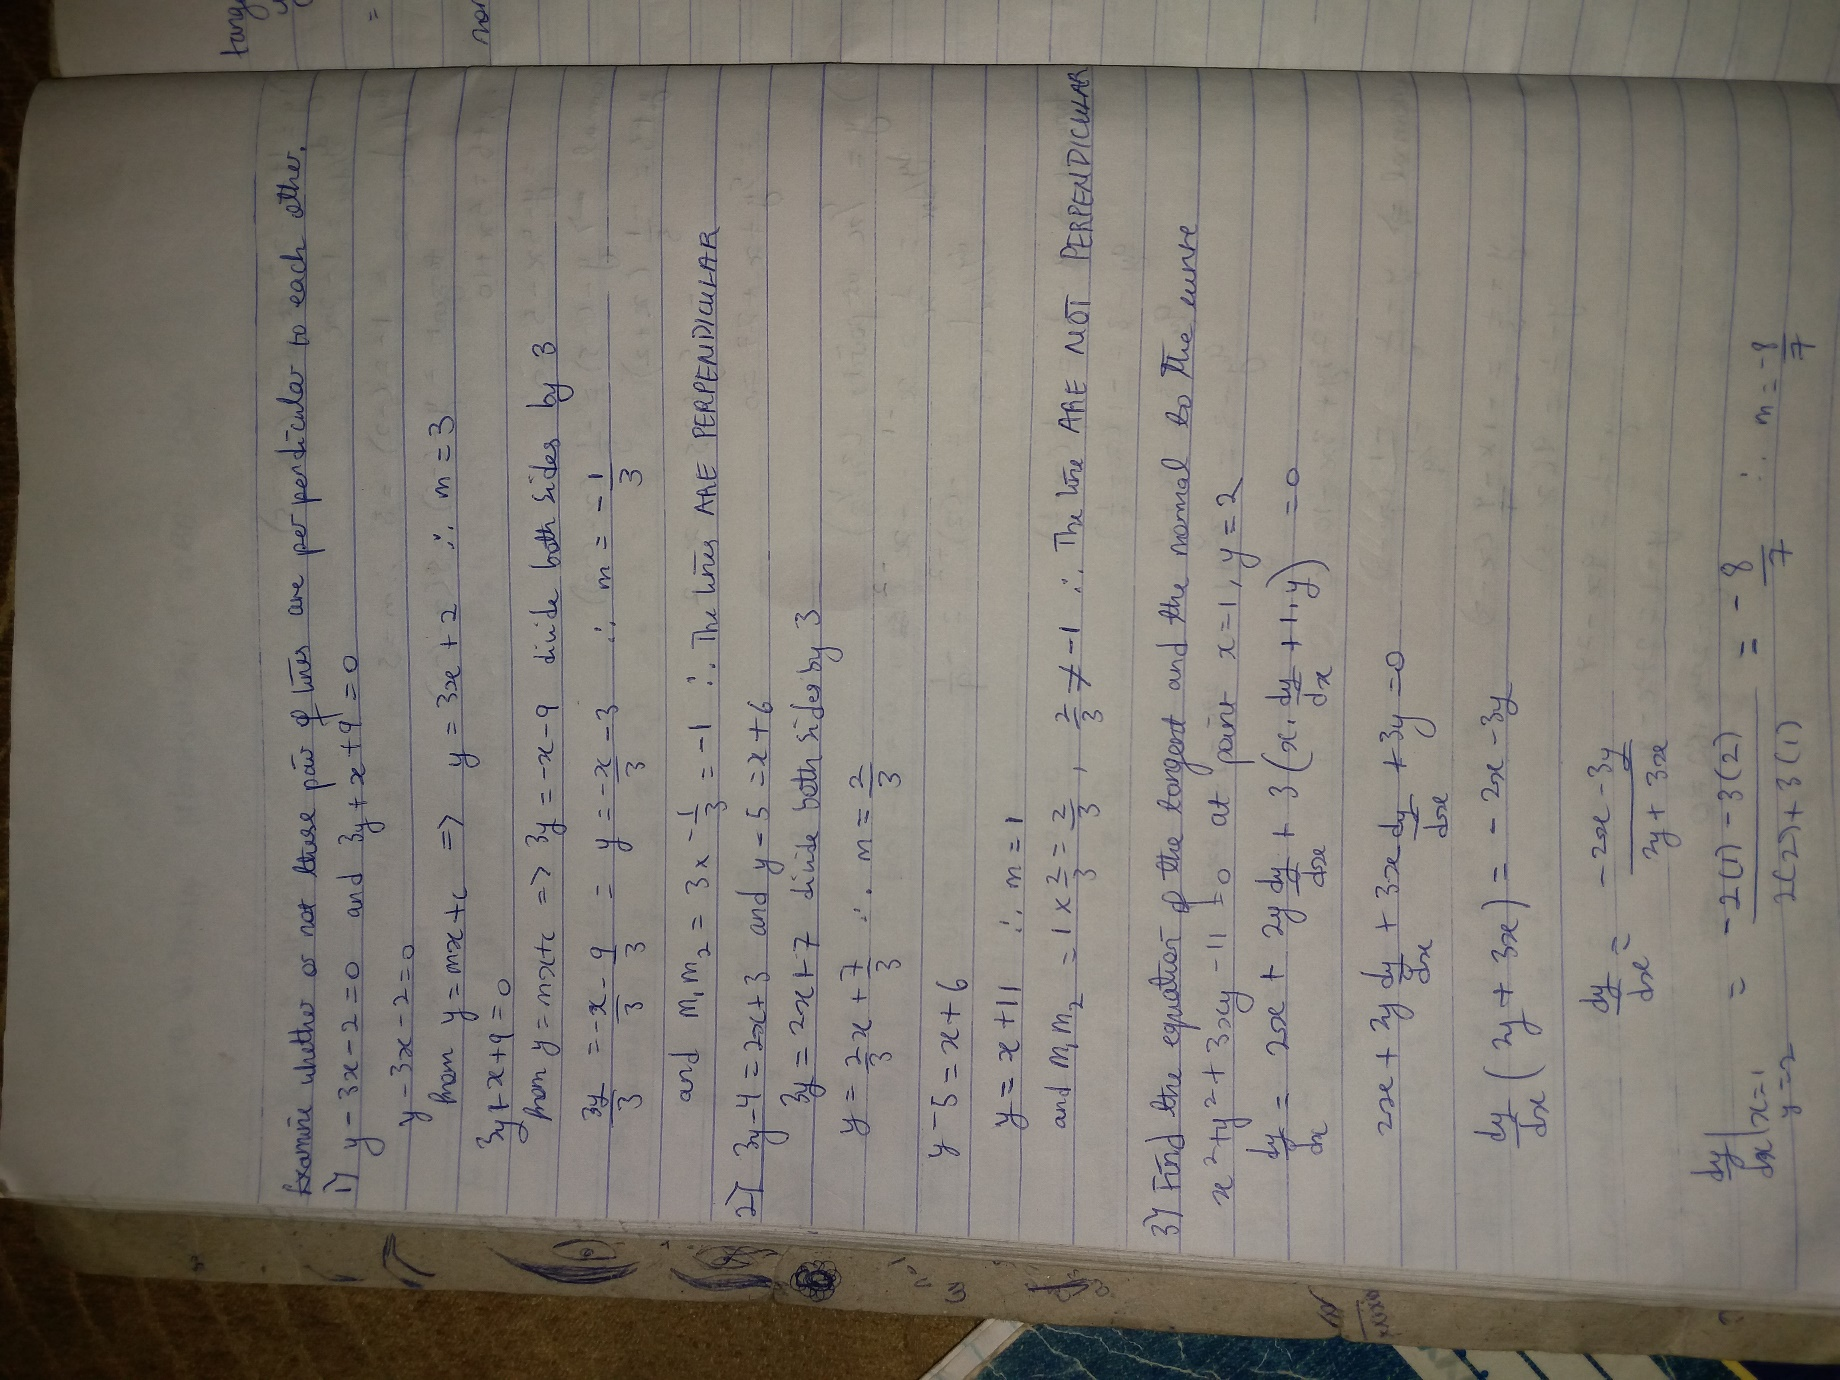 Examine whether or not these pair of lines are perpendicular to each other.
1) y - 3x - 2 = 0 and 3y + x + 9 = 0
y - 3x - 2 = 0
from y = mx + c => y = 3x + 2 ∴ m = 3
3y + x + 9 = 0
from y = mx + c => 3y = -x - 9 divide both sides by 3
3y/3 = -x/3 - 9/3 = y = -x/3 - 3 ∴ m = -1/3
and m₁m₂ = 3 x -1/3 = -1 ∴ The lines ARE PERPENDICULAR
2) 3y - 4 = 2x + 3 and y - 5 = x + 6
3y = 2x + 7 divide both sides by 3
y = 2/3 x + 7/3 ∴ m = 2/3
y - 5 = x + 6
y = x + 11 ∴ m = 1
and m₁m₂ = 1 x 2/3 = 2/3, 2/3 ≠ -1 ∴ The line ARE NOT PERPENDICULAR
3) Find the equation of the tangent and the normal to the curve
x² + y² + 3xy - 11 = 0 at point x = 1, y = 2
dy/dx = 2x + 2y dy/dx + 3(x . dy/dx + 1 . y) = 0
2x + 2y dy/dx + 3x dy/dx + 3y = 0
dy/dx (2y + 3x) = -2x - 3y
dy/dx = -2x - 3y / 2y + 3x
dy/dx | x = 1 y = 2 = -2(1) - 3(2) / 2(2) + 3(1) = -8/7 ∴ m = -8/7